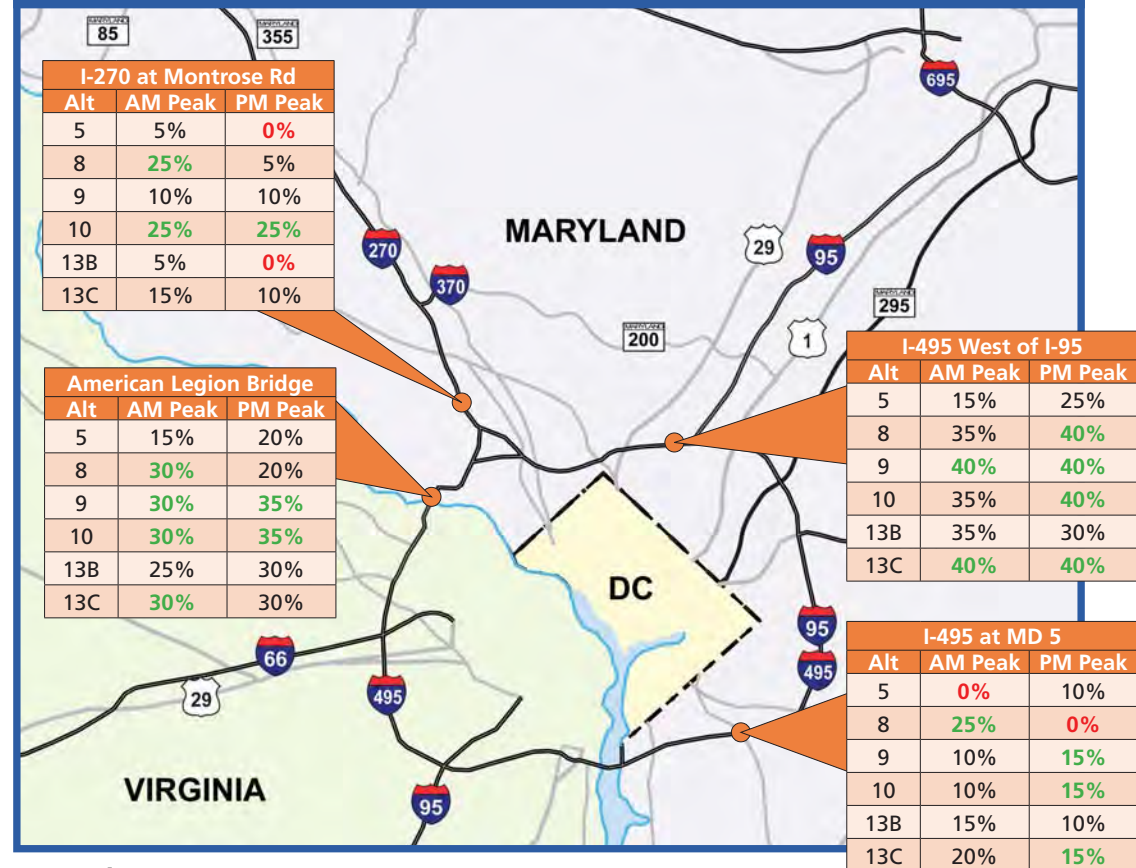 MARYLAND
85
MARYLAND
355
695
I-270 at Montrose Rd
Alt AM Peak PM Peak
5 5% 0%
8 25% 5%
9 10% 10%
10 25% 25%
13B 5% 0%
13C 15% 10%
MARYLAND
270
370
29
95
MARYLAND
295
MARYLAND
200
1
I-495 West of I-95
Alt AM Peak PM Peak
5 15% 25%
8 35% 40%
9 40% 40%
10 35% 40%
13B 35% 30%
13C 40% 40%
American Legion Bridge
Alt AM Peak PM Peak
5 15% 20%
8 30% 20%
9 30% 35%
10 30% 35%
13B 25% 30%
13C 30% 30%
DC
95
495
66
29
495
I-495 at MD 5
Alt AM Peak PM Peak
5 0% 10%
8 25% 0%
9 10% 15%
10 10% 15%
13B 15% 10%
13C 20% 15%
VIRGINIA
95